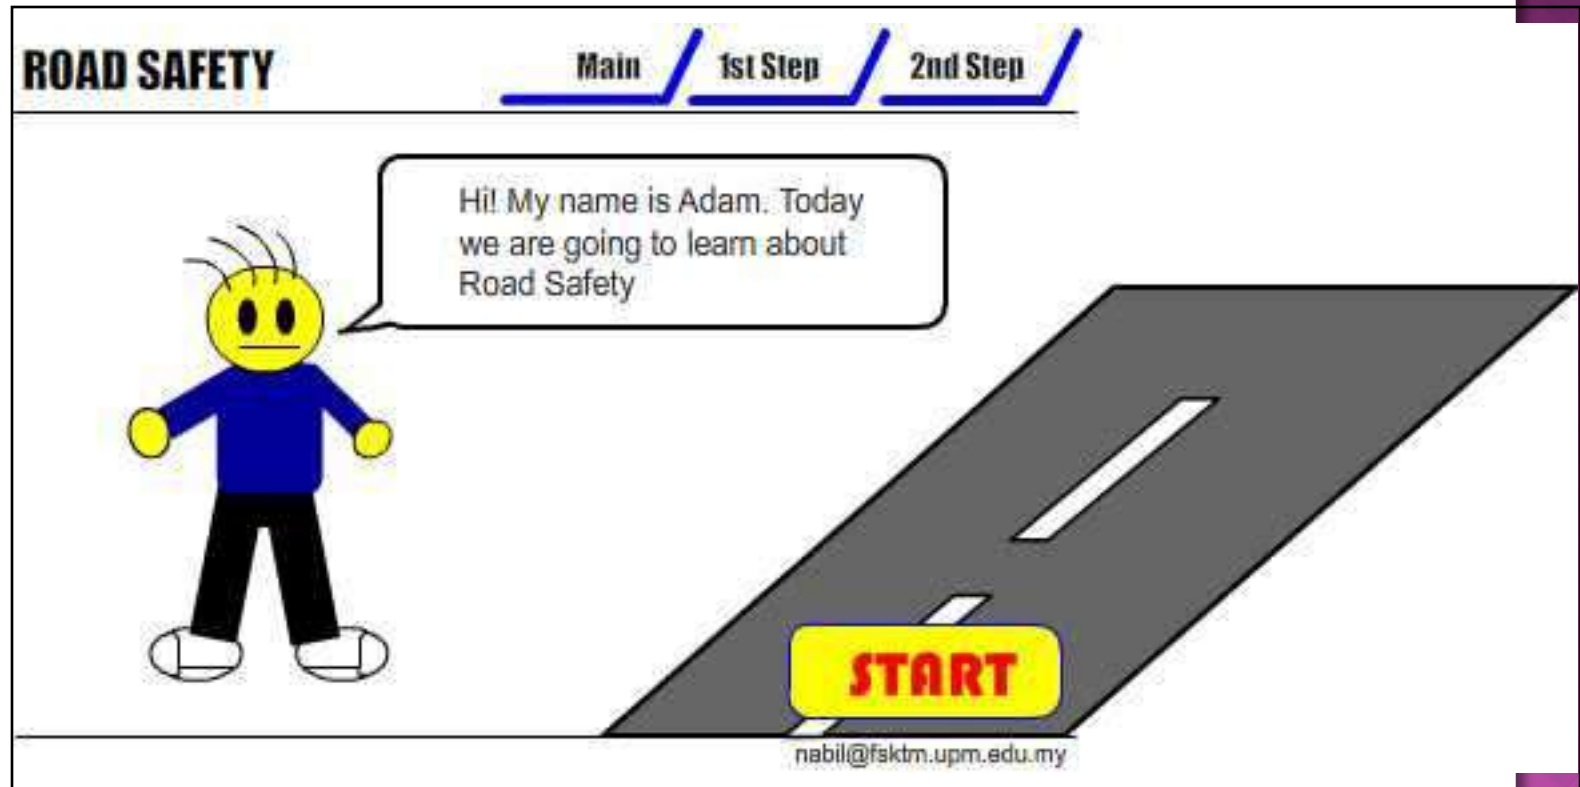 ROAD SAFETY
Main
1st Step
2nd Step
Hi! My name is Adam. Today
we are going to learn about
Road Safety
START
nabil@fsktm.upm.edu.my